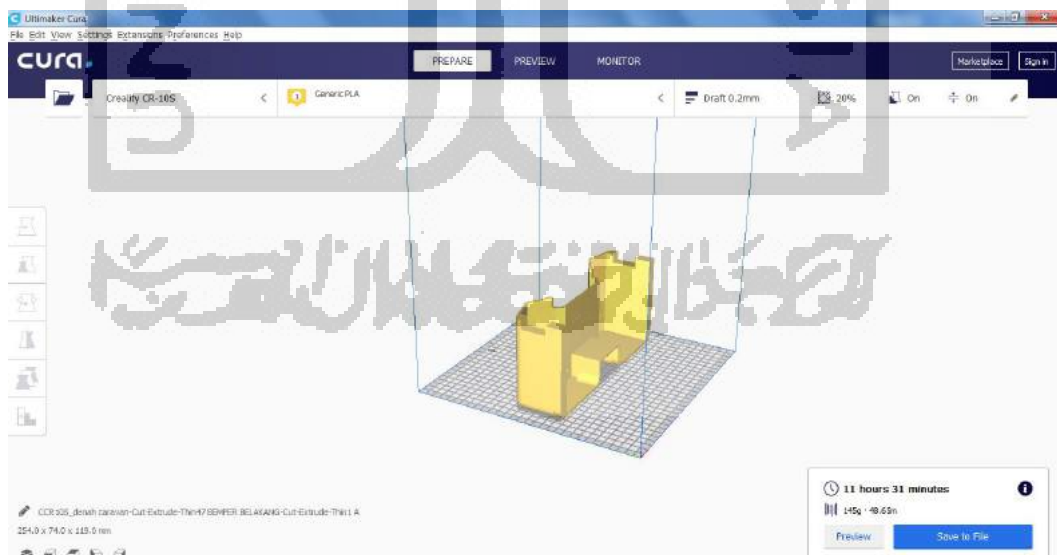 Ultimaker Cura
File Edit View Settings Extensions Preferences Help
cura.
PREPARE PREVIEW MONITOR
Marketplace Sign in
Creality CR-10S
1 Generic PLA
Draft 0.2mm 20% On On
11 hours 31 minutes
145g · 48.63m
Preview Save to File
254.0 x 74.0 x 119.0 mm